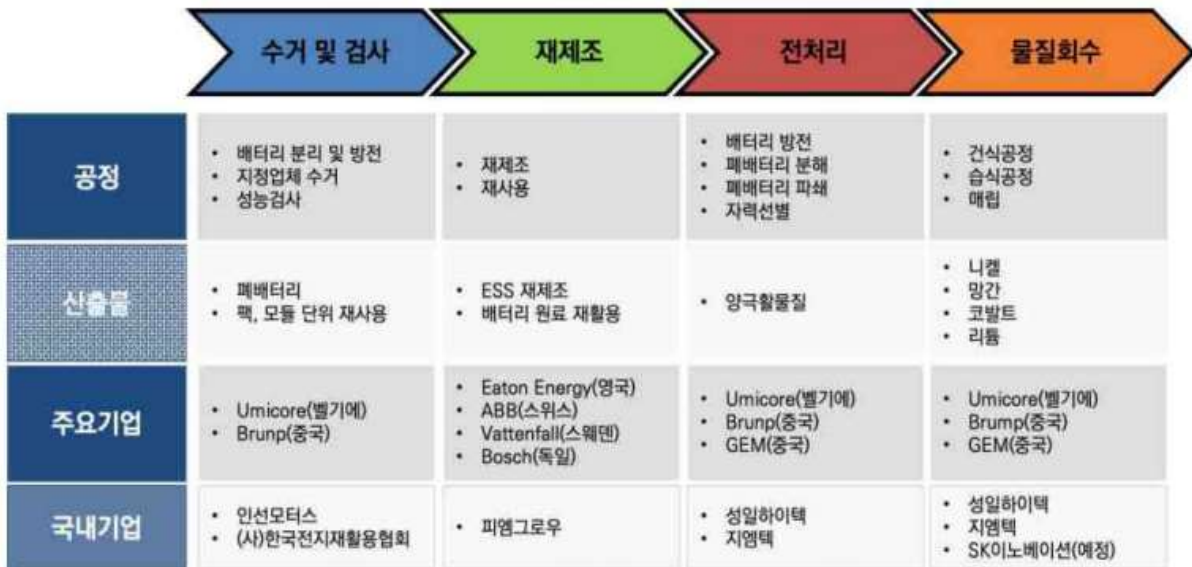 수거 및 검사
재제조
전처리
물질회수
공정
• 배터리 분리 및 방전
• 지정업체 수거
• 성능검사
• 재제조
• 재사용
• 배터리 방전
• 폐배터리 분해
• 폐배터리 파쇄
• 자력선별
• 건식공정
• 습식공정
• 매립
산출물
• 폐배터리
• 팩, 모듈 단위 재사용
• ESS 재제조
• 배터리 원료 재활용
• 양극활물질
• 니켈
• 망간
• 코발트
• 리튬
주요기업
• Umicore(벨기에)
• Brunp(중국)
• Eaton Energy(영국)
• ABB(스위스)
• Vattenfall(스웨덴)
• Bosch(독일)
• Umicore(벨기에)
• Brunp(중국)
• GEM(중국)
• Umicore(벨기에)
• Brump(중국)
• GEM(중국)
국내기업
• 인선모터스
• (사)한국전지재활용협회
• 피엠그로우
• 성일하이텍
• 지엠텍
• 성일하이텍
• 지엠텍
• SK이노베이션(예정)